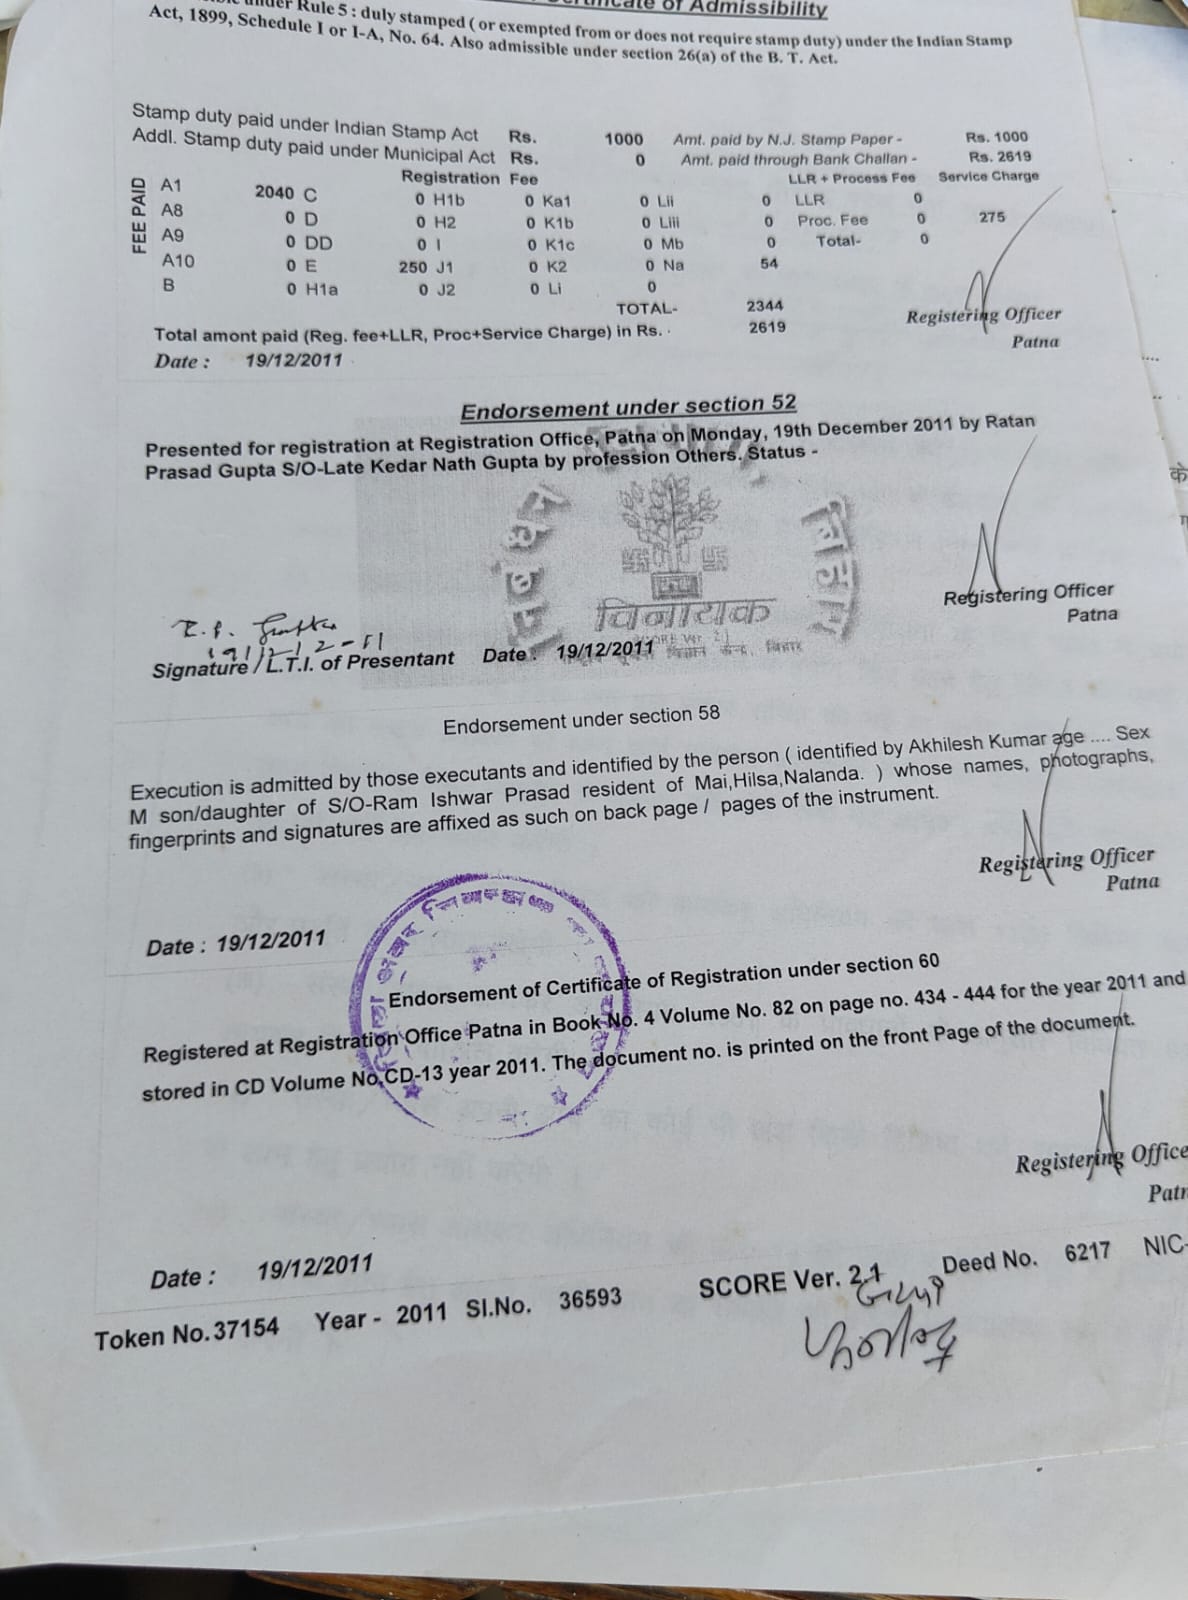 Certificate of Admissibility
under Rule 5 : duly stamped ( or exempted from or does not require stamp duty) under the Indian Stamp
Act, 1899, Schedule I or I-A, No. 64. Also admissible under section 26(a) of the B. T. Act.
Stamp duty paid under Indian Stamp Act Rs. 1000 Amt. paid by N.J. Stamp Paper - Rs. 1000
Addl. Stamp duty paid under Municipal Act Rs. 0 Amt. paid through Bank Challan - Rs. 2619
Registration Fee LLR + Process Fee Service Charge
FEE PAID
A1 2040 C 0 H1b 0 Ka1 0 Lii 0 LLR 0
A8 0 D 0 H2 0 K1b 0 Liii 0 Proc. Fee 0 275
A9 0 DD 0 I 0 K1c 0 Mb 0 Total- 0
A10 0 E 250 J1 0 K2 0 Na 54
B 0 H1a 0 J2 0 Li 0
TOTAL- 2344
Total amont paid (Reg. fee+LLR, Proc+Service Charge) in Rs. 2619
Registering Officer
Patna
Date : 19/12/2011
Endorsement under section 52
Presented for registration at Registration Office, Patna on Monday, 19th December 2011 by Ratan
Prasad Gupta S/O-Late Kedar Nath Gupta by profession Others. Status -
निबंधन बिहार
विनायक
SCORE Ver. 2.1
Registering Officer
Patna
R.P. Gupta
Signature / L.T.I. of Presentant Date : 19/12/2011
Endorsement under section 58
Execution is admitted by those executants and identified by the person ( identified by Akhilesh Kumar age .... Sex
M son/daughter of S/O-Ram Ishwar Prasad resident of Mai,Hilsa,Nalanda. ) whose names, photographs,
fingerprints and signatures are affixed as such on back page / pages of the instrument.
Registering Officer
Patna
Date : 19/12/2011
Endorsement of Certificate of Registration under section 60
Registered at Registration Office Patna in Book No. 4 Volume No. 82 on page no. 434 - 444 for the year 2011 and
stored in CD Volume No.CD-13 year 2011. The document no. is printed on the front Page of the document.
Registering Office
Patn
Date : 19/12/2011
Token No. 37154 Year - 2011 Sl.No. 36593 SCORE Ver. 2.1 Deed No. 6217 NIC-